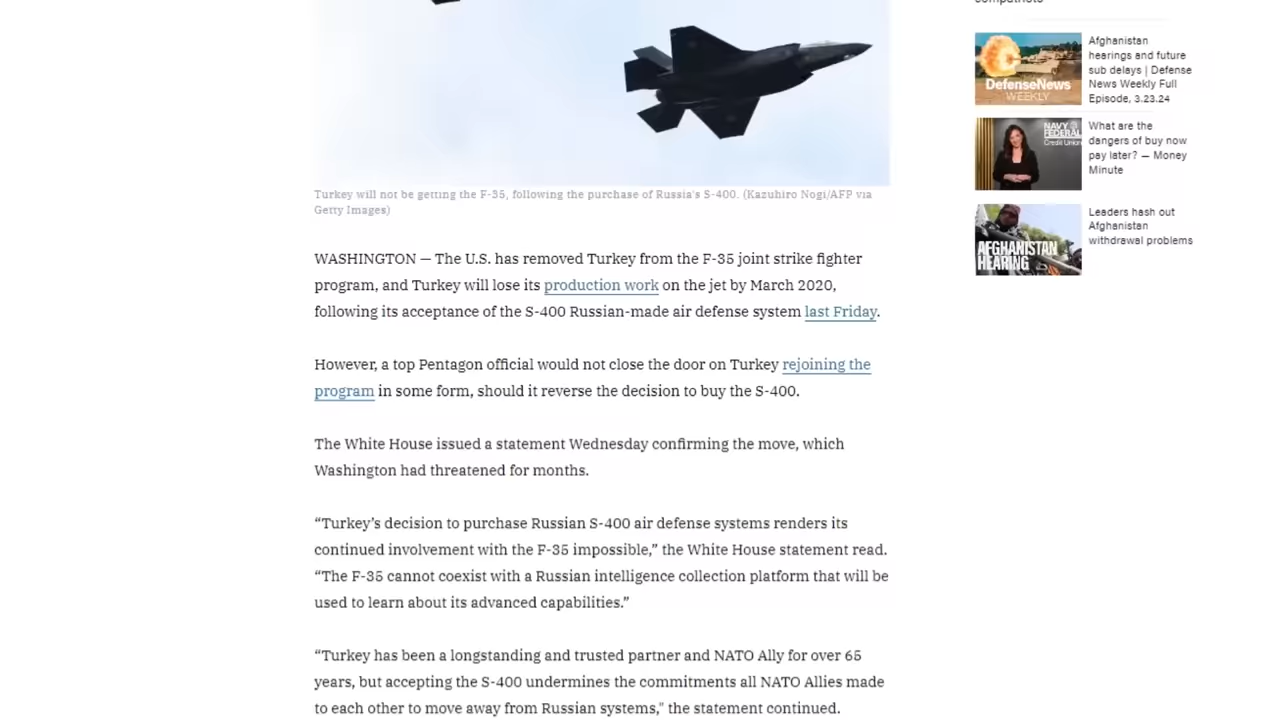 compatriots
Afghanistan
hearings and future
sub delays | Defense
News Weekly Full
Episode, 3.23.24
DefenseNews
WEEKLY
What are the
dangers of buy now
pay later? — Money
Minute
NAVY
FEDERAL
Credit Union
Leaders hash out
Afghanistan
withdrawal problems
AFGHANISTAN
HEARING
Turkey will not be getting the F-35, following the purchase of Russia's S-400. (Kazuhiro Nogi/AFP via
Getty Images)
WASHINGTON — The U.S. has removed Turkey from the F-35 joint strike fighter
program, and Turkey will lose its production work on the jet by March 2020,
following its acceptance of the S-400 Russian-made air defense system last Friday.
However, a top Pentagon official would not close the door on Turkey rejoining the
program in some form, should it reverse the decision to buy the S-400.
The White House issued a statement Wednesday confirming the move, which
Washington had threatened for months.
“Turkey’s decision to purchase Russian S-400 air defense systems renders its
continued involvement with the F-35 impossible,” the White House statement read.
“The F-35 cannot coexist with a Russian intelligence collection platform that will be
used to learn about its advanced capabilities.”
“Turkey has been a longstanding and trusted partner and NATO Ally for over 65
years, but accepting the S-400 undermines the commitments all NATO Allies made
to each other to move away from Russian systems," the statement continued.